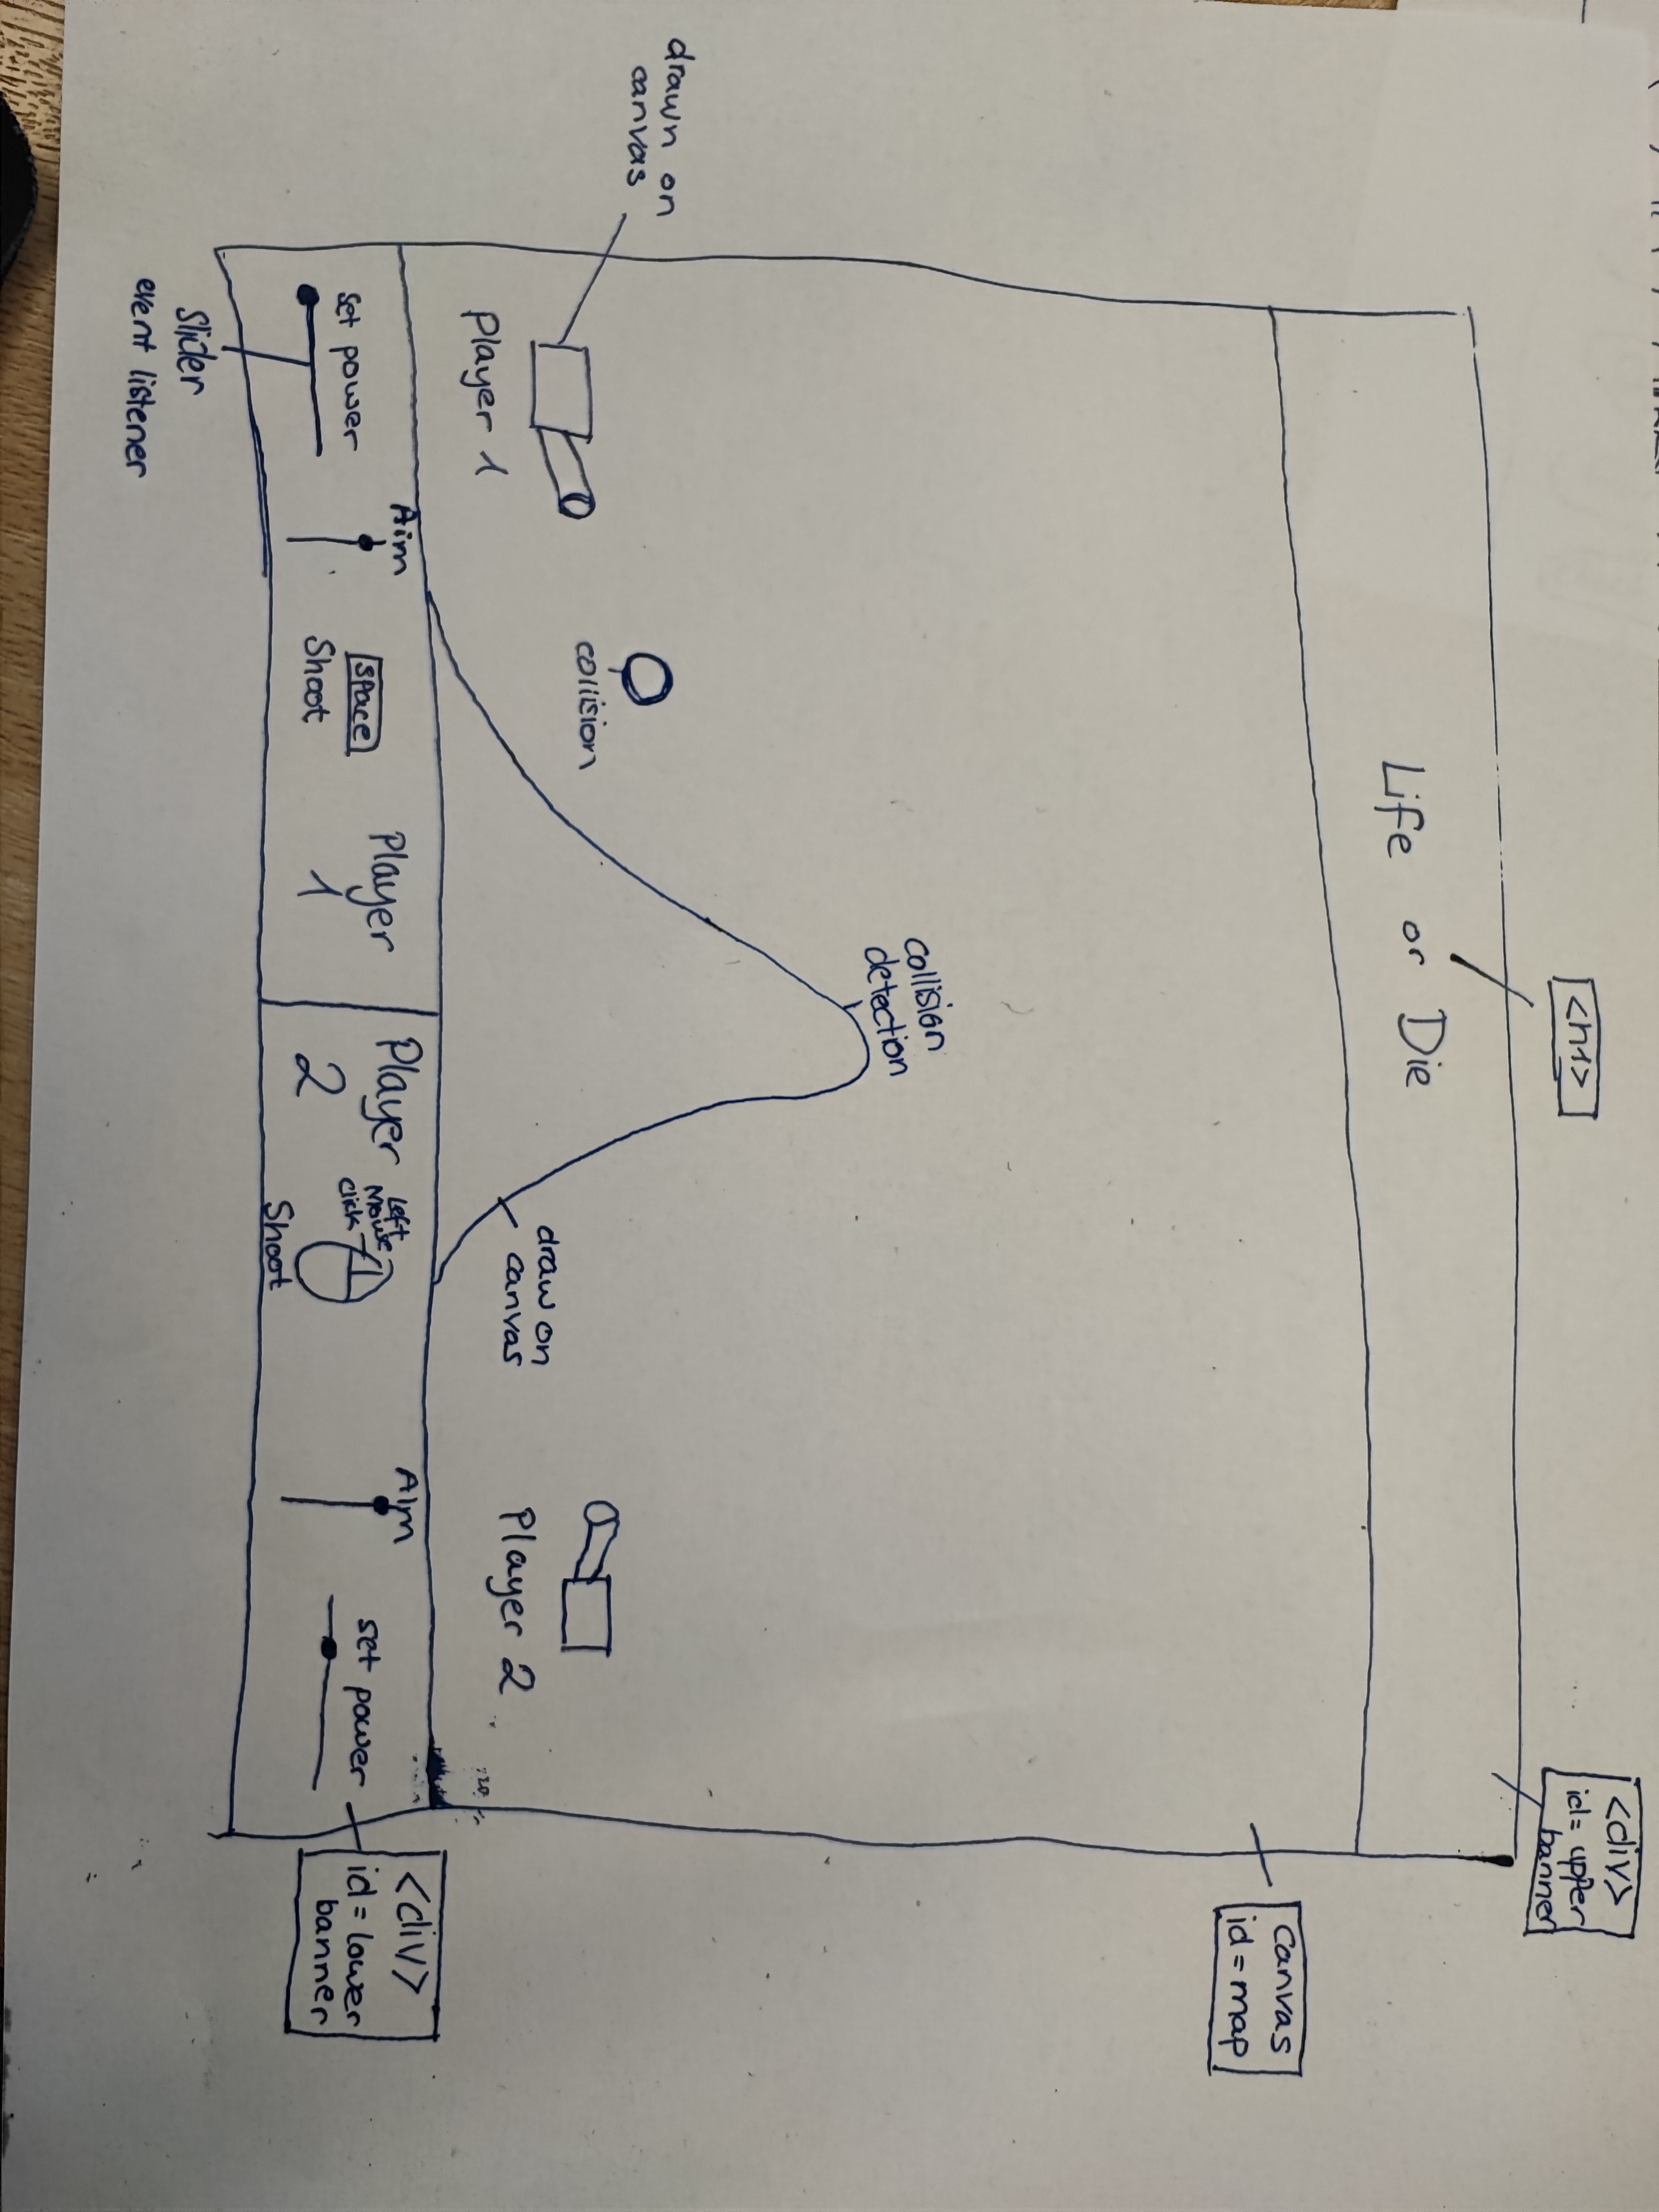 <h1>
<div>
id=upper
banner
Life or Die
Canvas
id=map
collision
detection
drawn on
canvas
collision
draw on
canvas
Player 1
Player 2
set power
Aim
space
Shoot
Player
1
Player
2
Left
Mouse
click
Shoot
Aim
set power
<div>
id=lower
banner
Slider
event listener